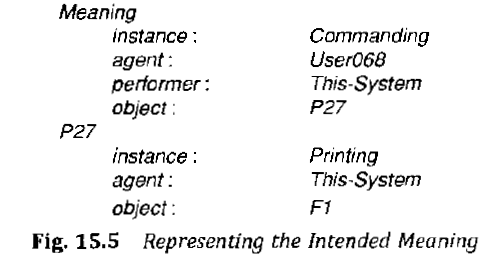 Meaning
instance : Commanding
agent : User068
performer : This-System
object : P27
P27
instance : Printing
agent : This-System
object : F1
Fig. 15.5 Representing the Intended Meaning